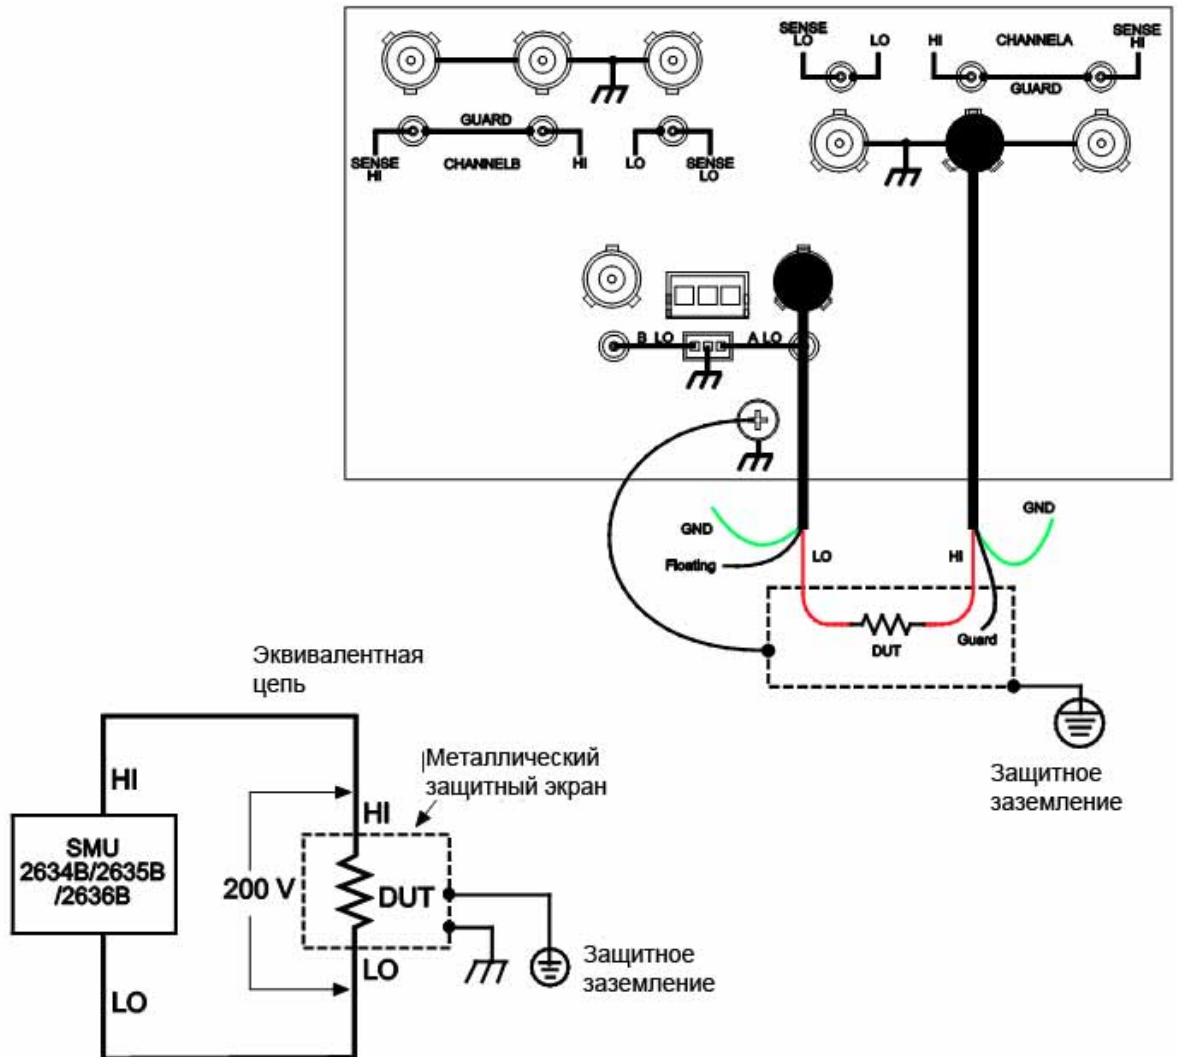 SENSE
LO
LO
HI
CHANNELA
SENSE
HI
GUARD
GUARD
SENSE
HI
CHANNELB
HI
LO
SENSE
LO
B LO
A LO
GND
GND
Floating
LO
HI
DUT
Guard
Эквивалентная
цепь
Металлический
защитный экран
Защитное
заземление
HI
HI
SMU
2634B/2635B
/2636B
200 V
DUT
LO
LO
Защитное
заземление